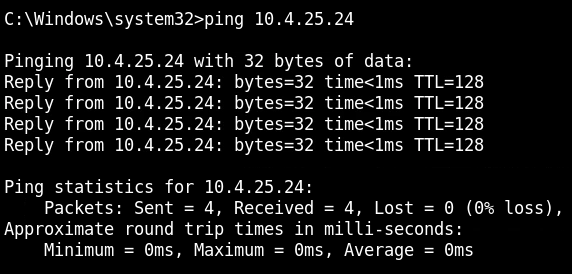 C:\Windows\system32>ping 10.4.25.24
Pinging 10.4.25.24 with 32 bytes of data:
Reply from 10.4.25.24: bytes=32 time<1ms TTL=128
Reply from 10.4.25.24: bytes=32 time<1ms TTL=128
Reply from 10.4.25.24: bytes=32 time<1ms TTL=128
Reply from 10.4.25.24: bytes=32 time<1ms TTL=128
Ping statistics for 10.4.25.24:
    Packets: Sent = 4, Received = 4, Lost = 0 (0% loss),
Approximate round trip times in milli-seconds:
    Minimum = 0ms, Maximum = 0ms, Average = 0ms